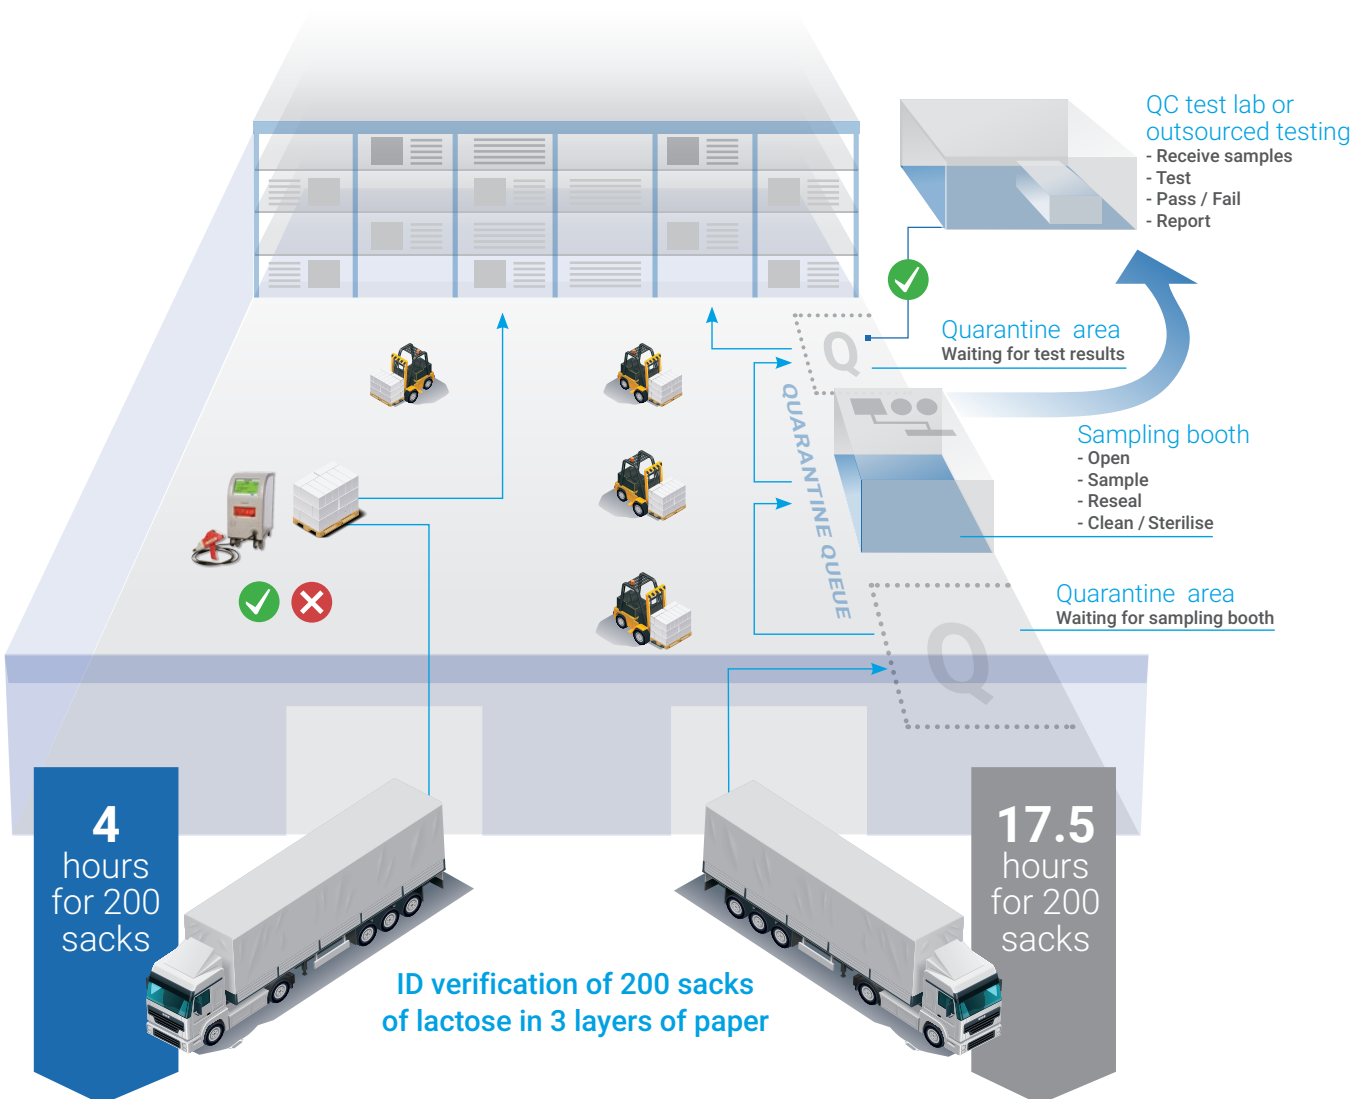 QC test lab or
outsourced testing
- Receive samples
- Test
- Pass / Fail
- Report
Quarantine area
Waiting for test results
Q
QUARANTINE QUEUE
Sampling booth
- Open
- Sample
- Reseal
- Clean / Sterilise
Quarantine area
Waiting for sampling booth
Q
4
hours
for 200
sacks
17.5
hours
for 200
sacks
ID verification of 200 sacks
of lactose in 3 layers of paper